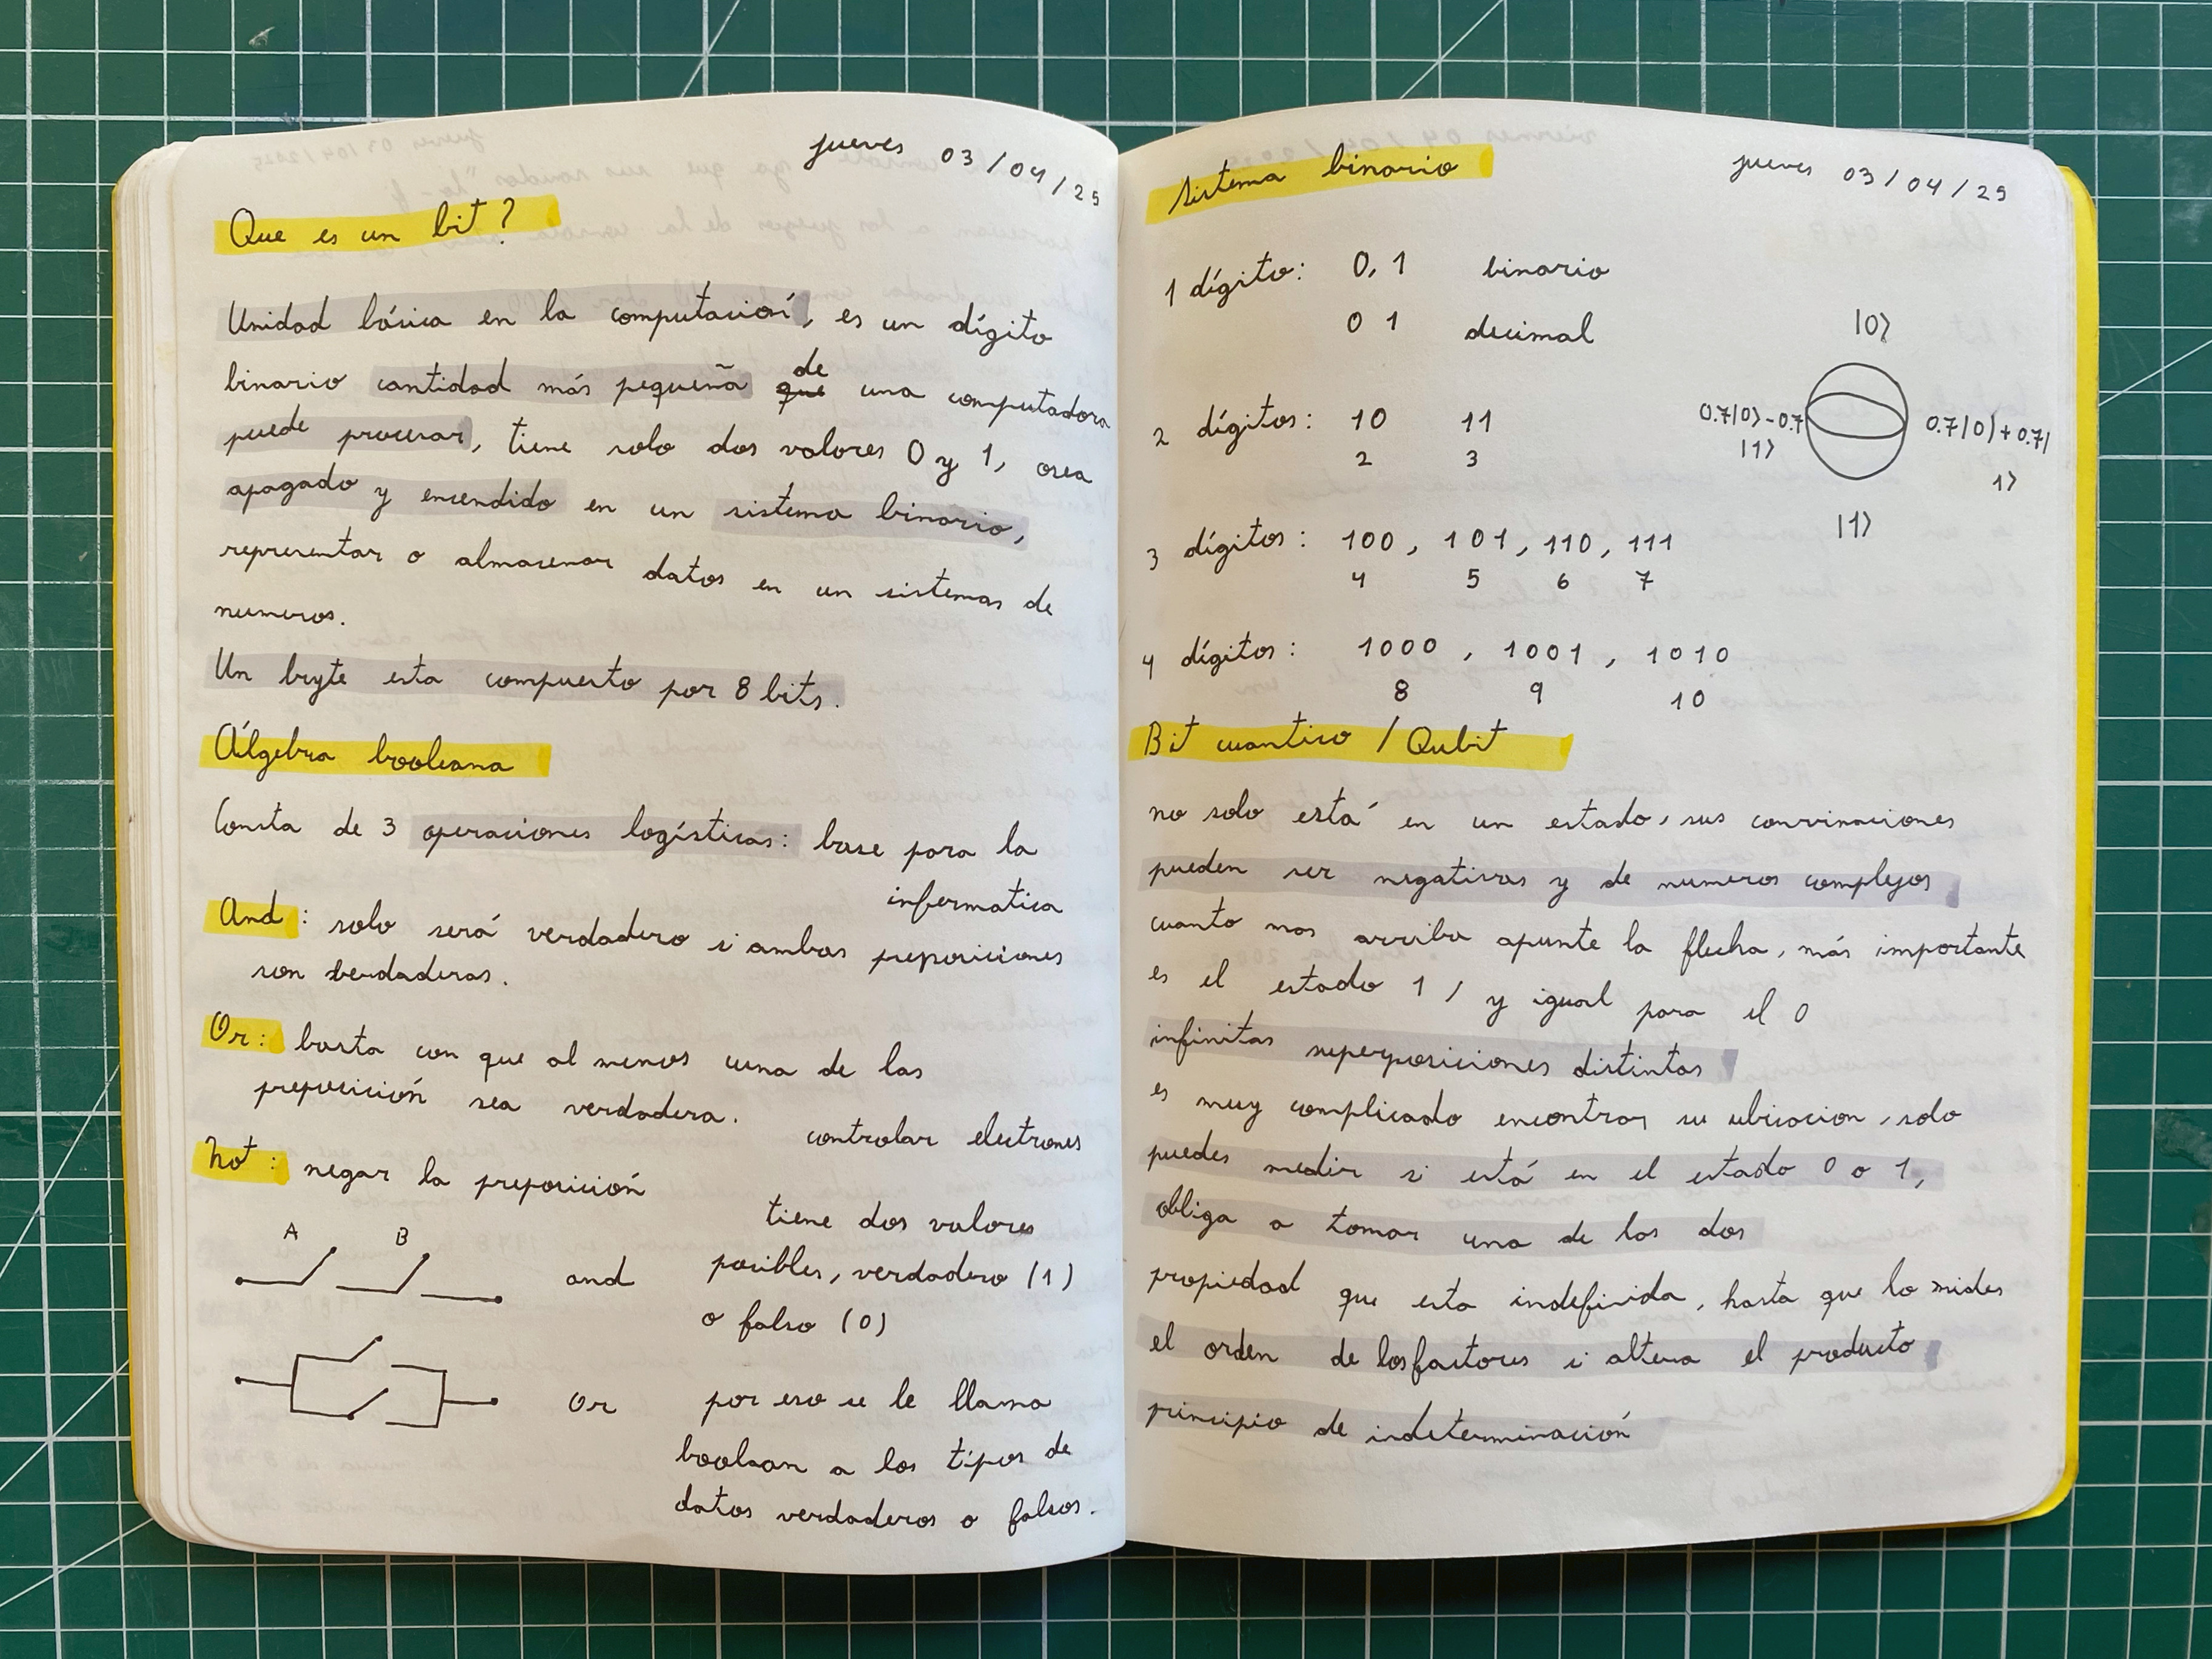 jueves 03/04/25
Que es un bit?
Unidad básica en la computación, es un dígito
binario cantidad más pequeña que de una computadora
puede procesar, tiene solo dos valores 0 y 1, osea
apagado y encendido en un sistema binario,
representar o almacenar datos en un sistemas de
numeros.
Un bryte esta compuesto por 8 bits.
Álgebra booleana
Consta de 3 operaciones logísticas: base para la
informatica
And: solo será verdadero si ambas preposiciones
son berdaderas.
Or: basta con que al menos una de las
preposición sea verdadera.
controlar electrones
Not: negar la preposición
tiene dos valores
posibles, verdadero (1)
o falso (0)
A B
and
Or
por eso se le llama
boolean a los tipos de
datos verdaderos o falsos.
Sistema binario
jueves 03/04/25
1 dígito: 0, 1 binario
0 1 decimal
2 dígitos: 10 11
2 3
3 dígitos: 100, 101, 110, 111
4 5 6 7
4 dígitos: 1000, 1001, 1010
8 9 10
|0⟩
0.7|0⟩-0.7
|1⟩
0.7|0⟩+0.7|
1⟩
|1⟩
Bit cuantico / Qubit
no solo está en un estado, sus convinaciones
pueden ser negativas y de numeros complejos
cuanto mas arriba apunte la flecha, más importante
es el estado 1, y igual para el 0
infinitas superposiciones distintas
es muy complicado encontrar su ubicacion, solo
puedes medir si está en el estado 0 o 1,
obliga a tomar una de las dos
propiedad que esta indefinida, hasta que lo mides
el orden de los factores si altera el producto
principio de indeterminación